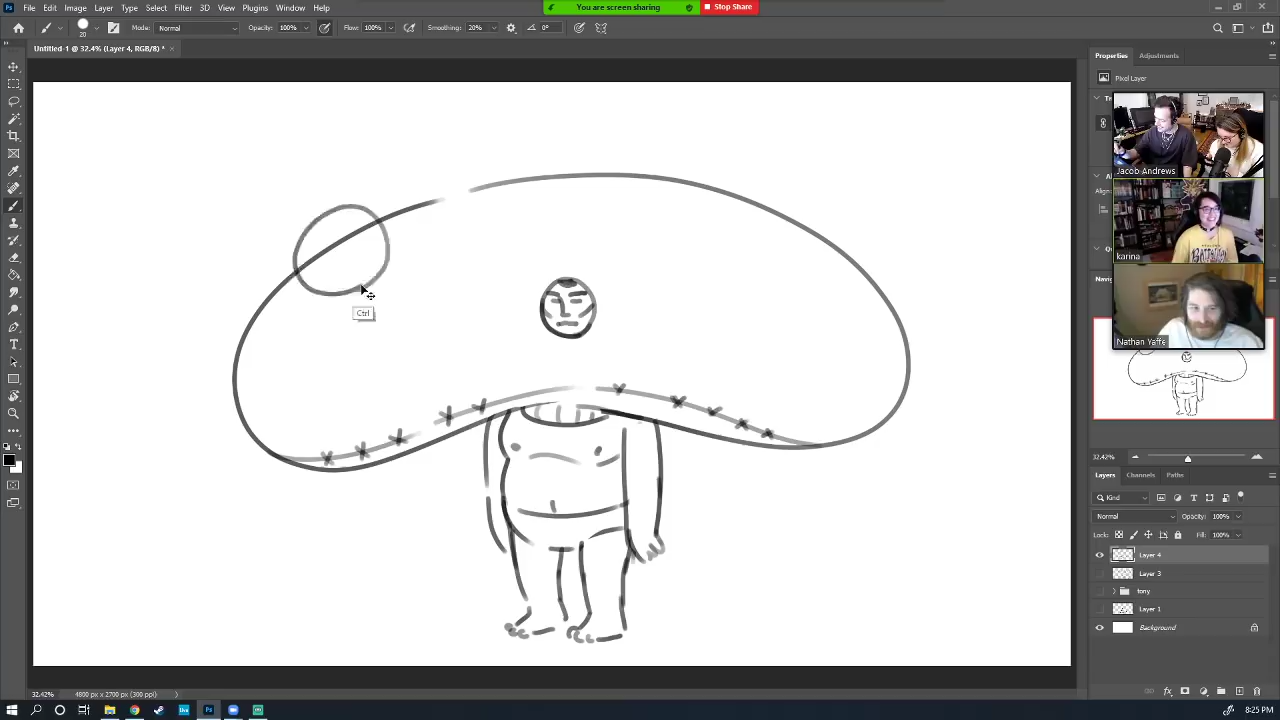 File Edit Image Layer Type Select Filter 3D View Plugins Window Help
You are screen sharing
Stop Share
20
Mode: Normal Opacity: 100% Flow: 100% Smoothing: 20% 0°
Untitled-1 @ 32.4% (Layer 4, RGB/8) *
Properties Adjustments
Pixel Layer
Jacob Andrews
karina
Nathan Yaffe
Ctrl
32.42%
Layers Channels Paths
Kind
Normal Opacity: 100%
Lock: Fill: 100%
Layer 4
Layer 3
tony
Layer 1
Background
32.42% 4800 px x 2700 px (300 ppi)
8:25 PM